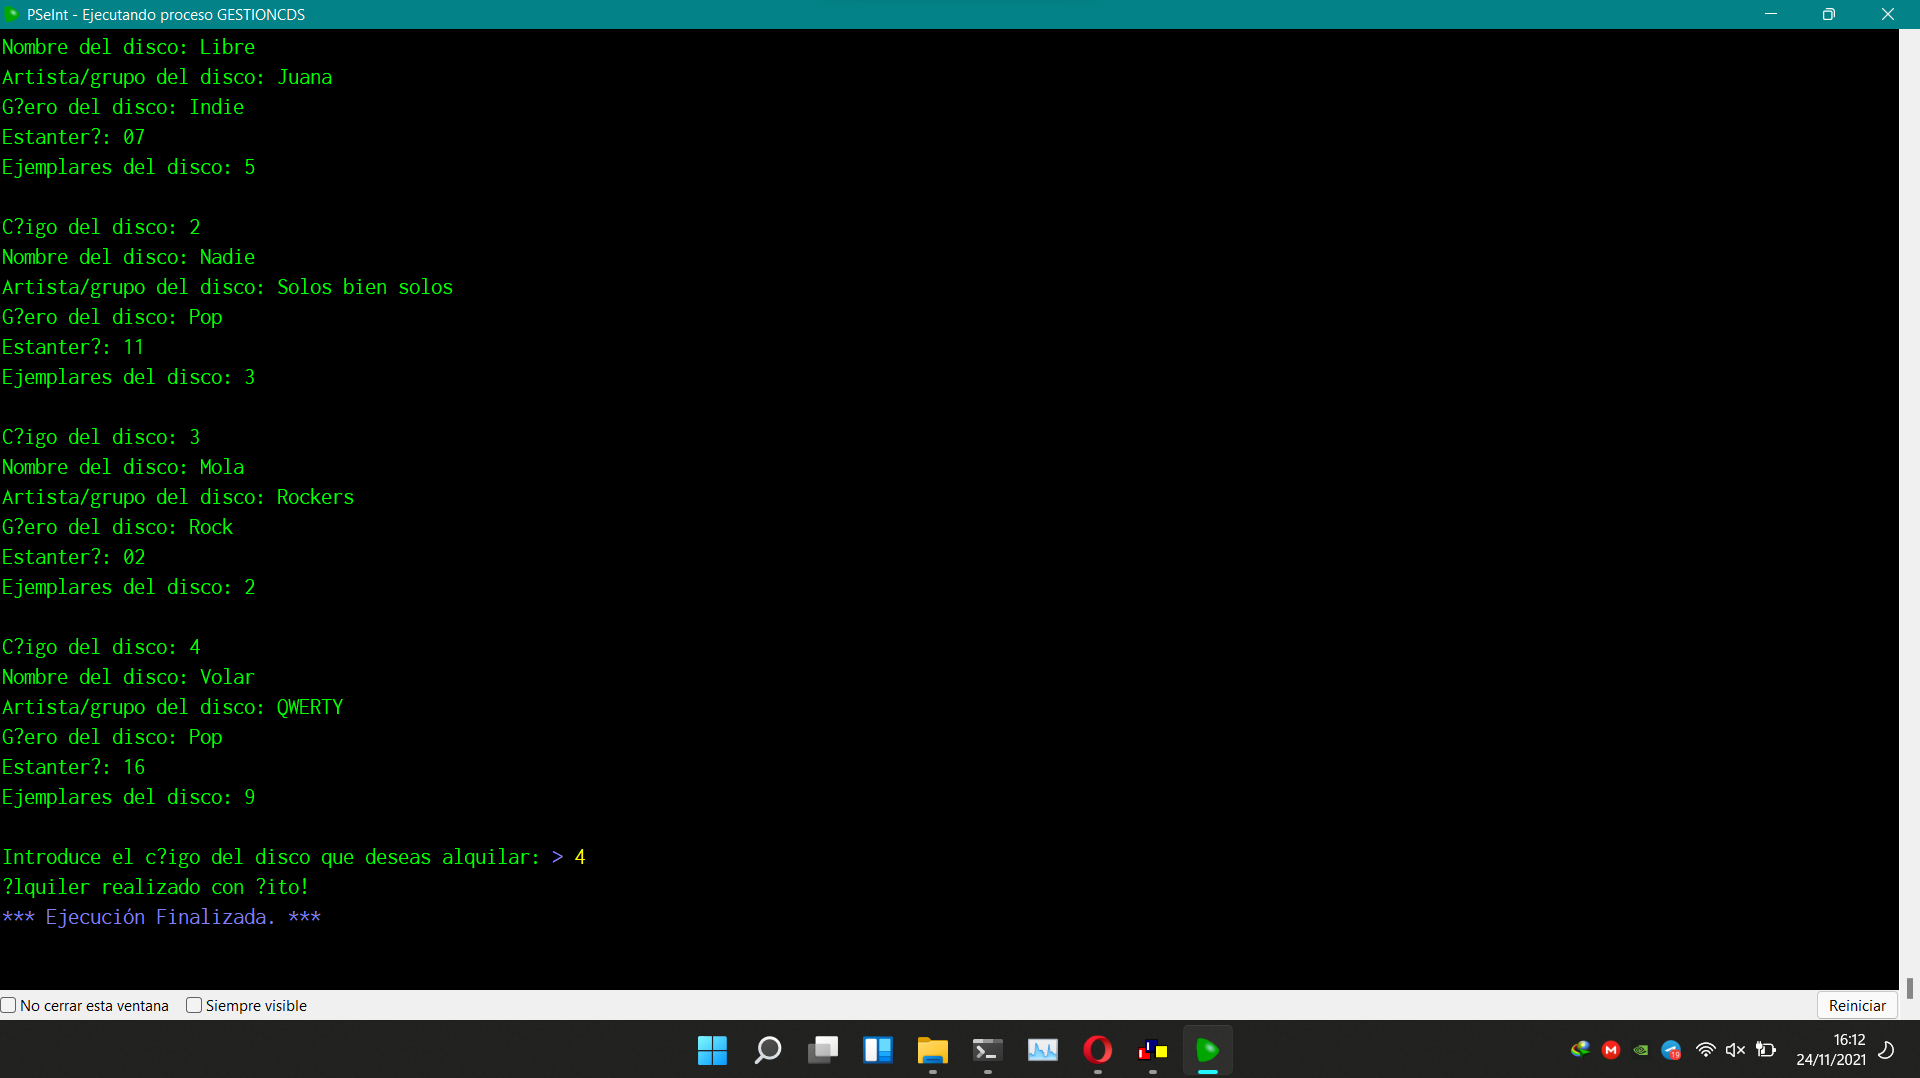 PSeInt - Ejecutando proceso GESTIONCDS
Nombre del disco: Libre
Artista/grupo del disco: Juana
G?ero del disco: Indie
Estanter?: 07
Ejemplares del disco: 5
C?igo del disco: 2
Nombre del disco: Nadie
Artista/grupo del disco: Solos bien solos
G?ero del disco: Pop
Estanter?: 11
Ejemplares del disco: 3
C?igo del disco: 3
Nombre del disco: Mola
Artista/grupo del disco: Rockers
G?ero del disco: Rock
Estanter?: 02
Ejemplares del disco: 2
C?igo del disco: 4
Nombre del disco: Volar
Artista/grupo del disco: QWERTY
G?ero del disco: Pop
Estanter?: 16
Ejemplares del disco: 9
Introduce el c?igo del disco que deseas alquilar: > 4
?lquiler realizado con ?ito!
*** Ejecución Finalizada. ***
No cerrar esta ventana Siempre visible Reiniciar
M 19 16:12
24/11/2021